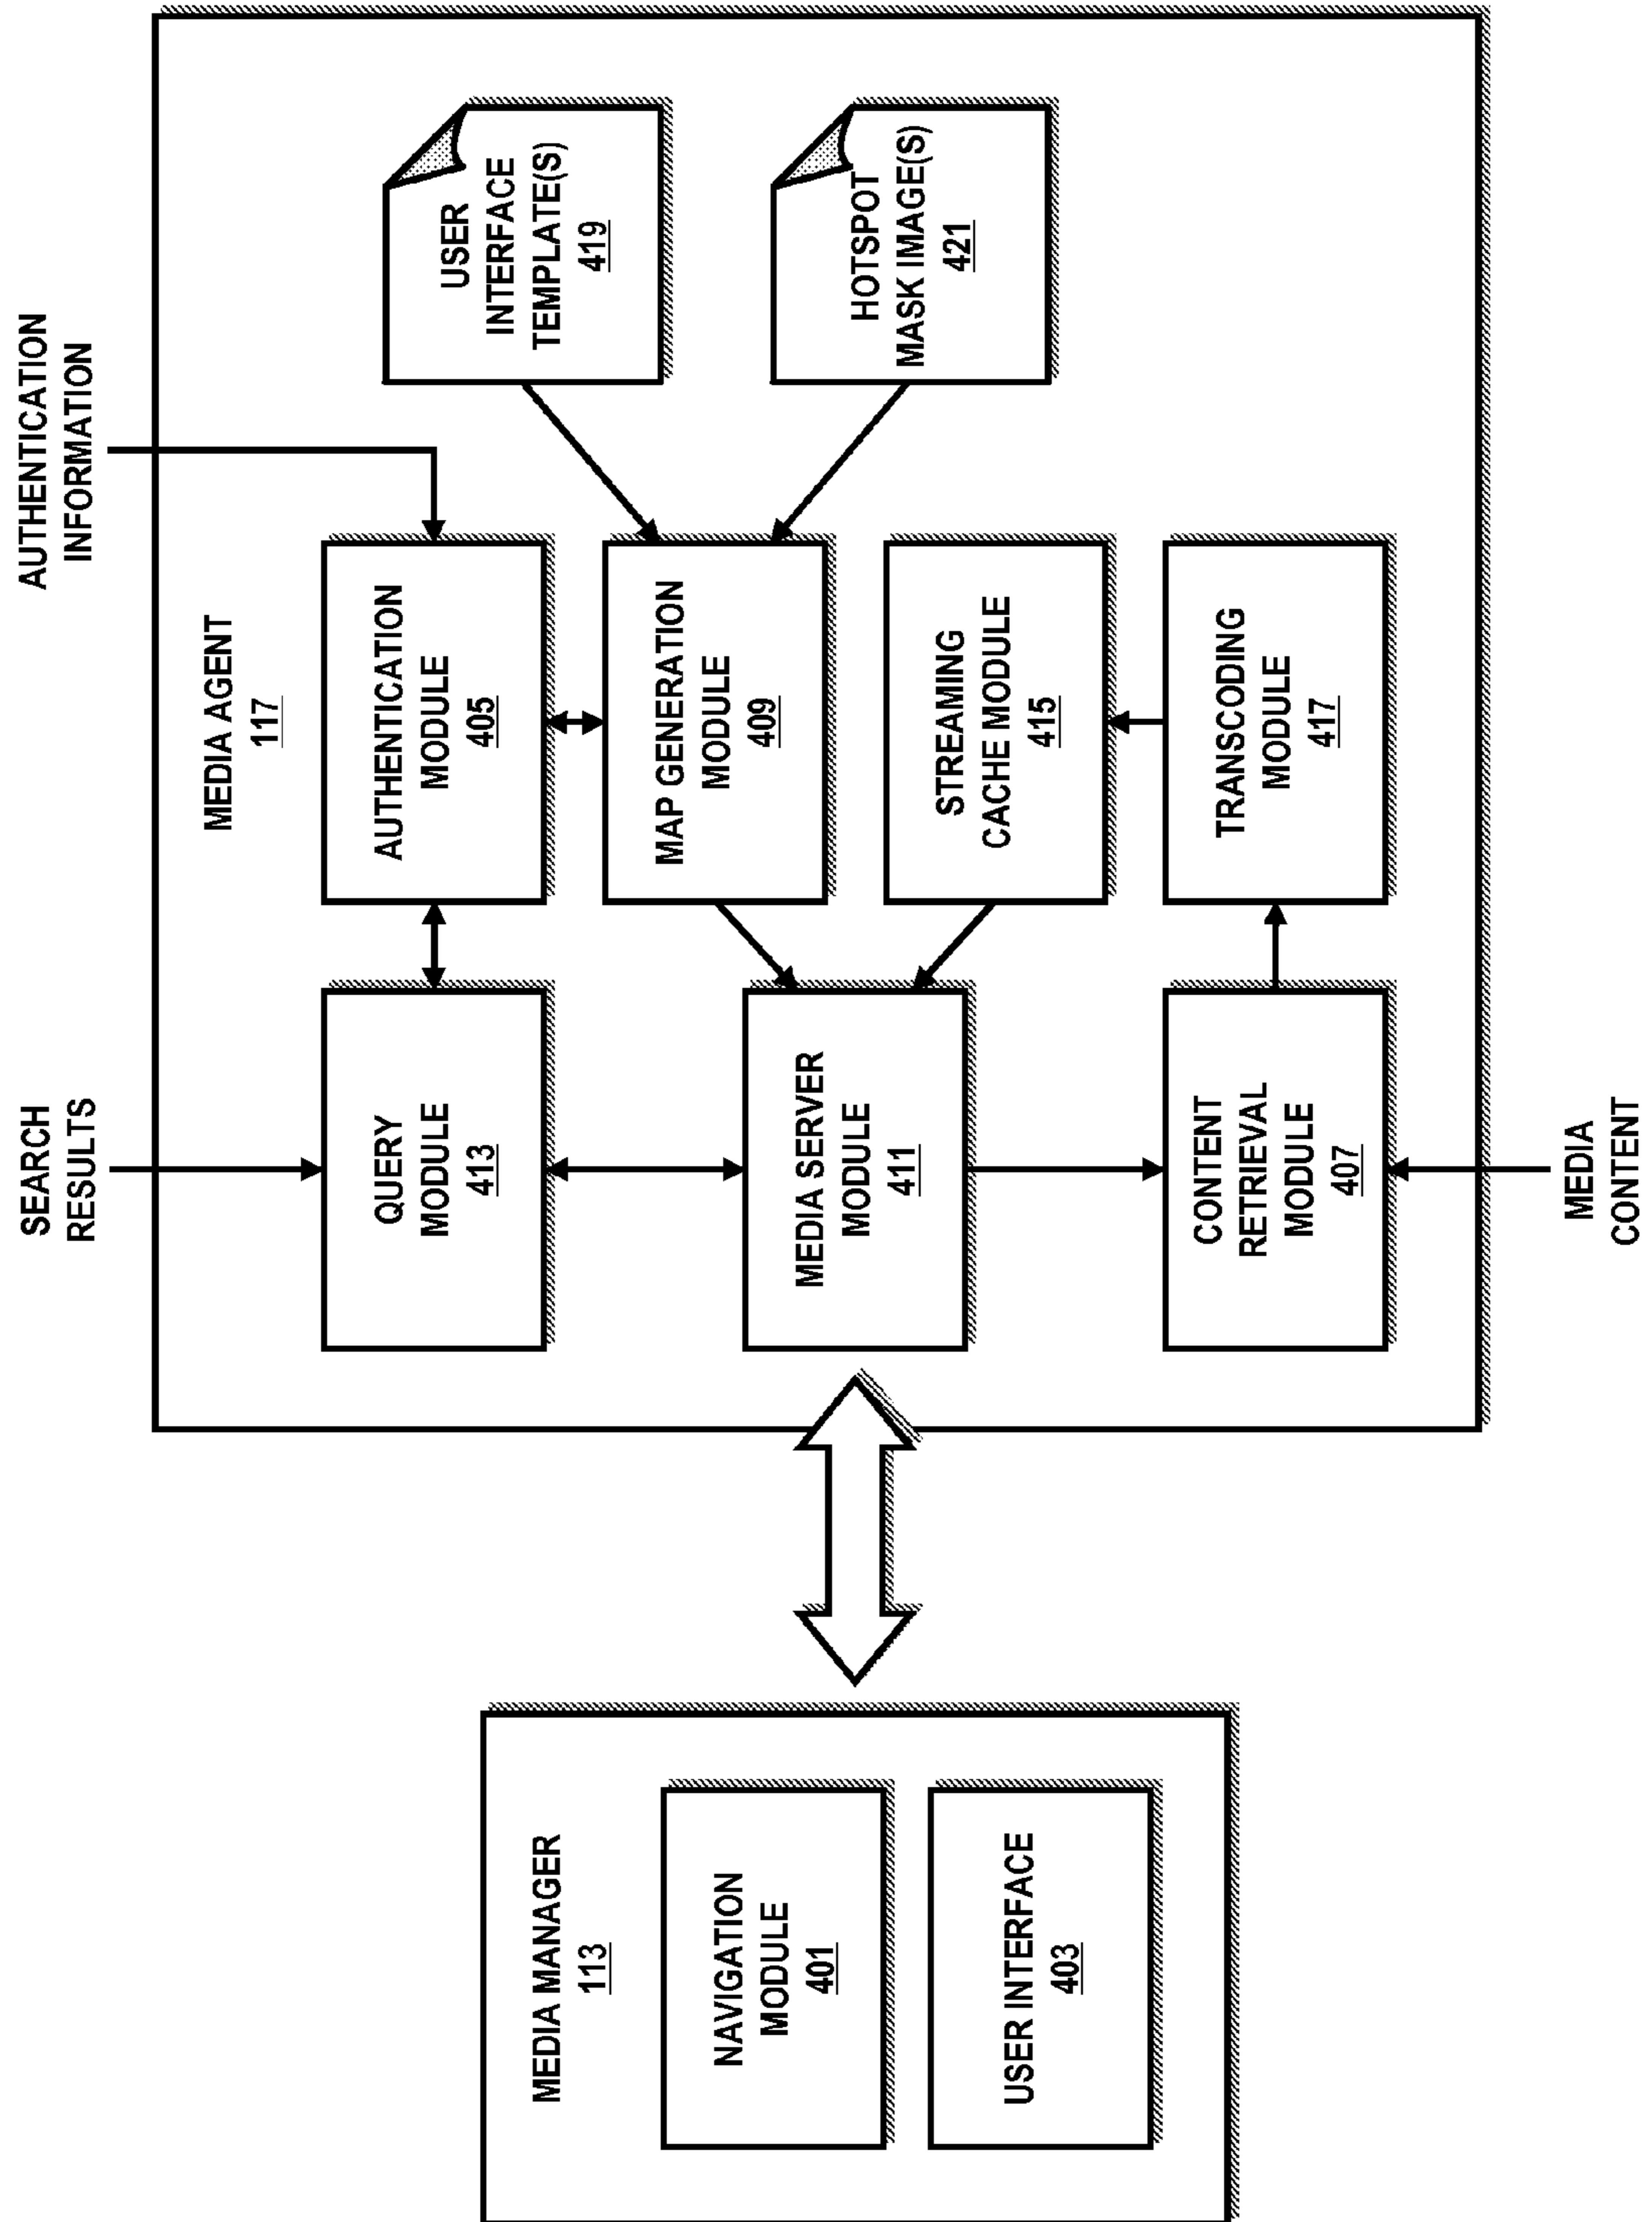 MEDIA MANAGER
113
NAVIGATION
MODULE
401
USER INTERFACE
403
SEARCH
RESULTS
AUTHENTICATION
INFORMATION
MEDIA AGENT
117
QUERY
MODULE
413
AUTHENTICATION
MODULE
405
USER
INTERFACE
TEMPLATE(S)
419
MEDIA SERVER
MODULE
411
MAP GENERATION
MODULE
409
HOTSPOT
MASK IMAGE(S)
421
STREAMING
CACHE MODULE
415
CONTENT
RETRIEVAL
MODULE
407
TRANSCODING
MODULE
417
MEDIA
CONTENT